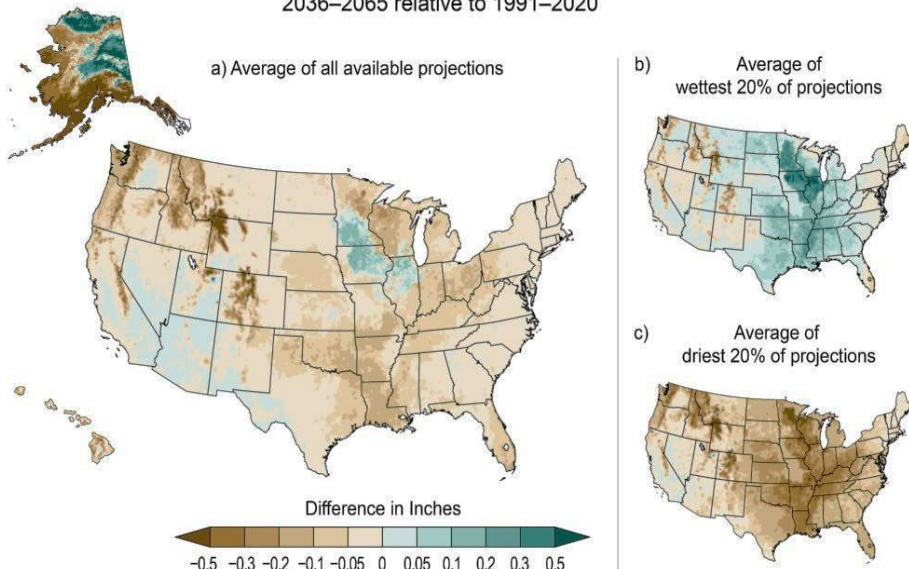 2036–2065 relative to 1991–2020
a) Average of all available projections
b) Average of
wettest 20% of projections
c) Average of
driest 20% of projections
Difference in Inches
−0.5 −0.3 −0.2 −0.1 −0.05 0 0.05 0.1 0.2 0.3 0.5